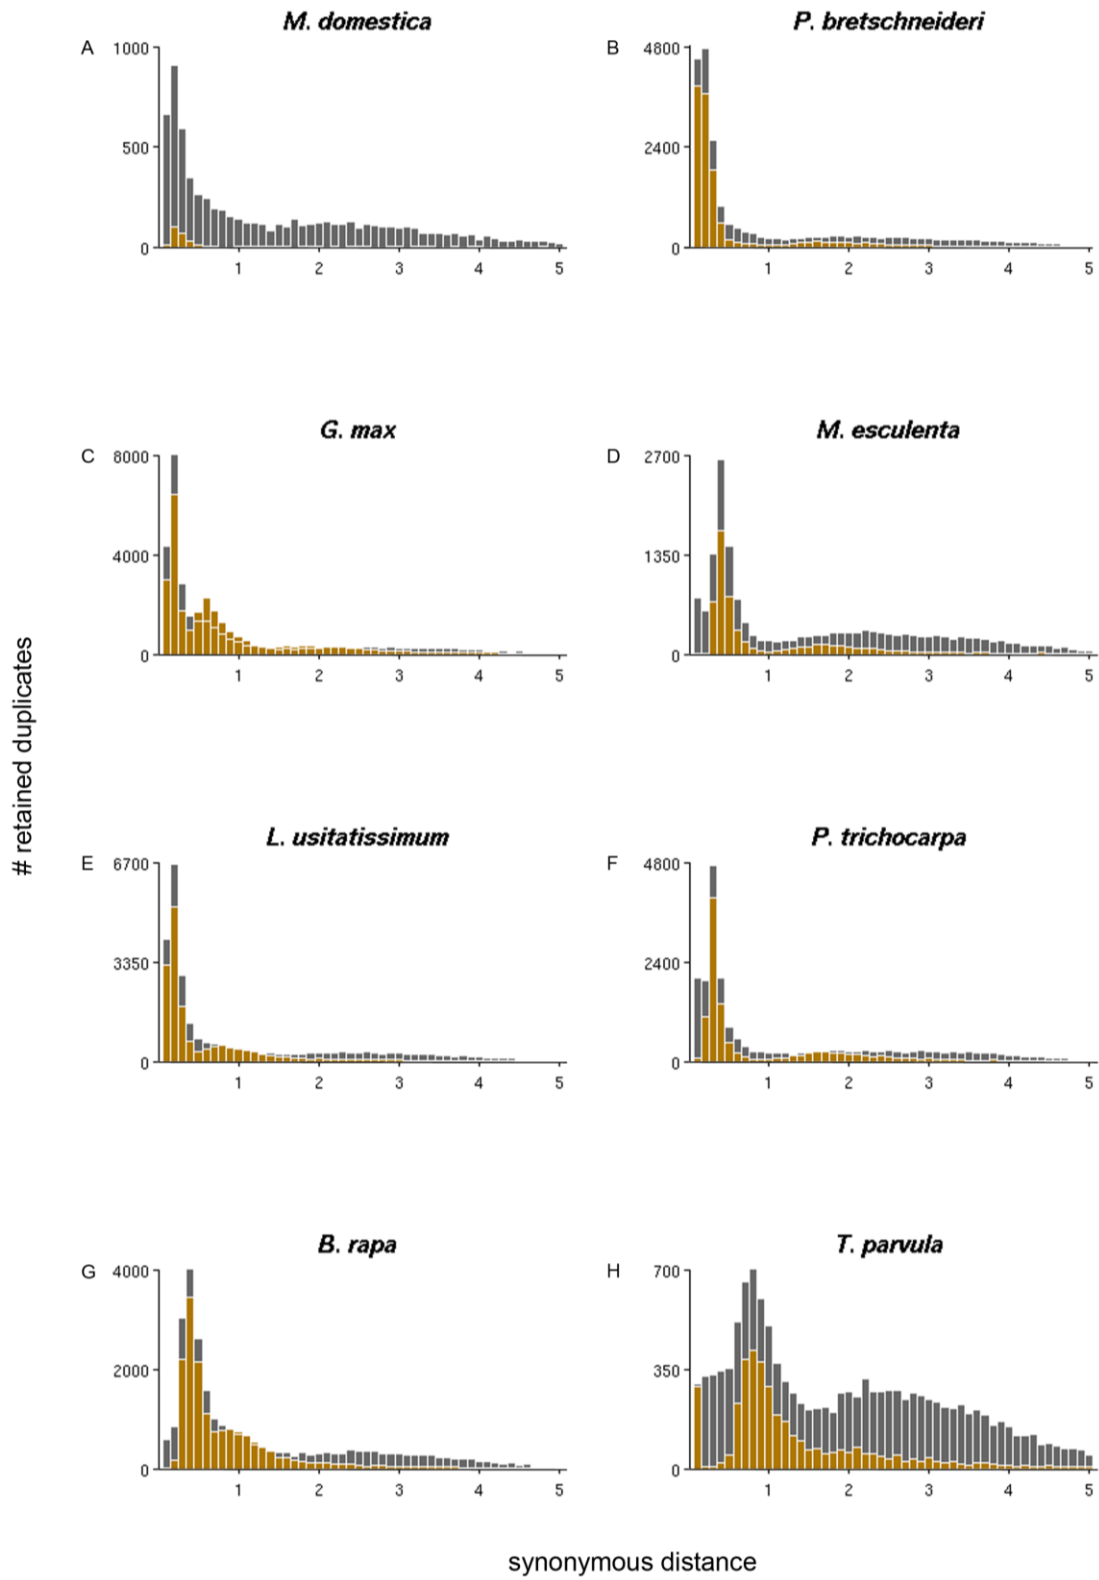 M. domestica
A
1000
500
0
1 2 3 4 5
P. bretschneideri
B
4800
2400
0
1 2 3 4 5
G. max
C
8000
4000
0
1 2 3 4 5
M. esculenta
D
2700
1350
0
1 2 3 4 5
# retained duplicates
L. usitatissimum
E
6700
3350
0
1 2 3 4 5
P. trichocarpa
F
4800
2400
0
1 2 3 4 5
B. rapa
G
4000
2000
0
1 2 3 4 5
T. parvula
H
700
350
0
1 2 3 4 5
synonymous distance